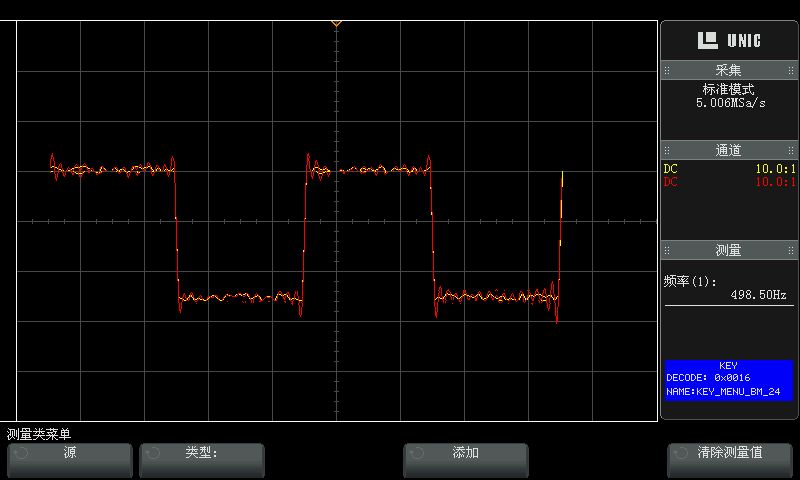 UNIC
采集
标准模式
5.006MSa/s
通道
DC 10.0:1
DC 10.0:1
测量
频率(1):
498.50Hz
KEY
DECODE: 0x0016
NAME:KEY_MENU_BM_24
测量类菜单
源 类型: 添加 清除测量值